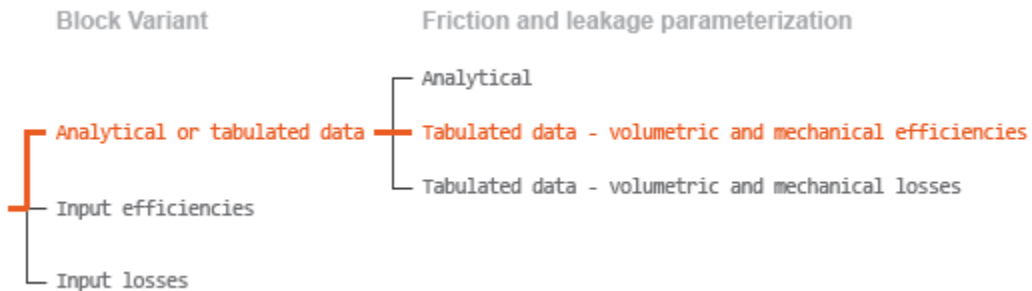 Block Variant
Friction and leakage parameterization
Analytical
Analytical or tabulated data
Tabulated data - volumetric and mechanical efficiencies
Tabulated data - volumetric and mechanical losses
Input efficiencies
Input losses